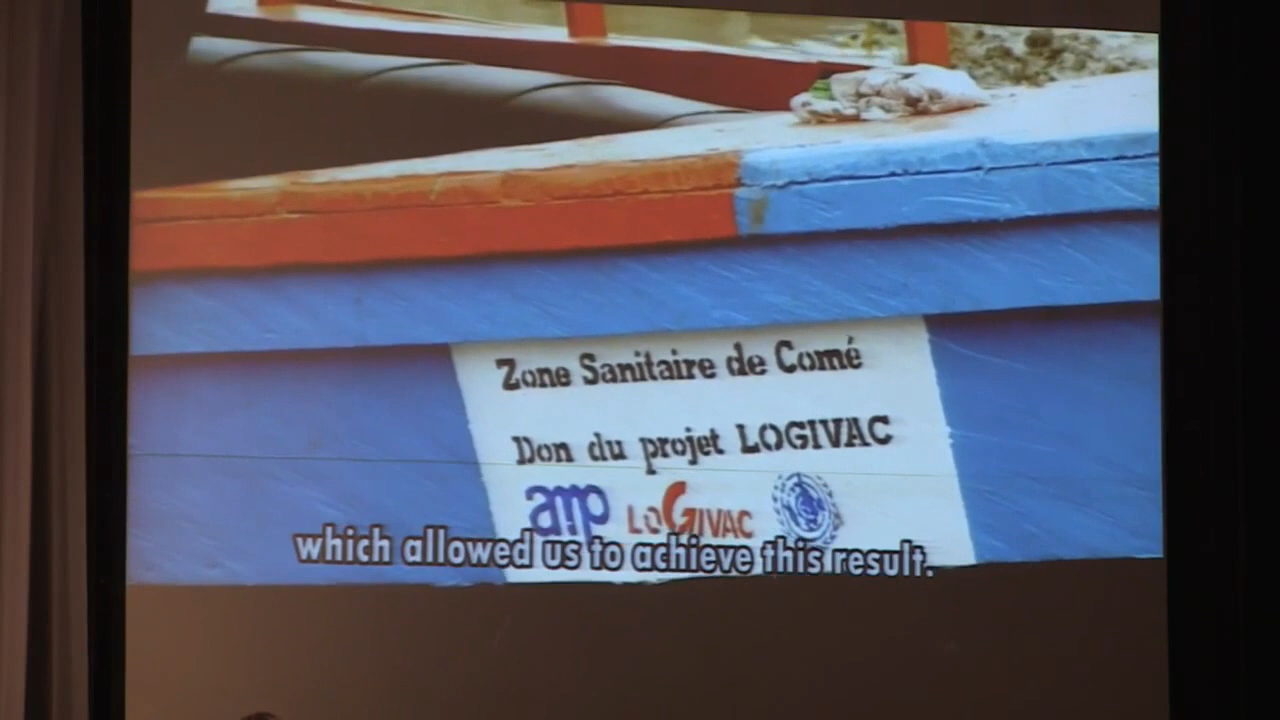 Zone Sanitaire de Comé
Don du projet LOGIVAC
amp LOGIVAC
which allowed us to achieve this result.